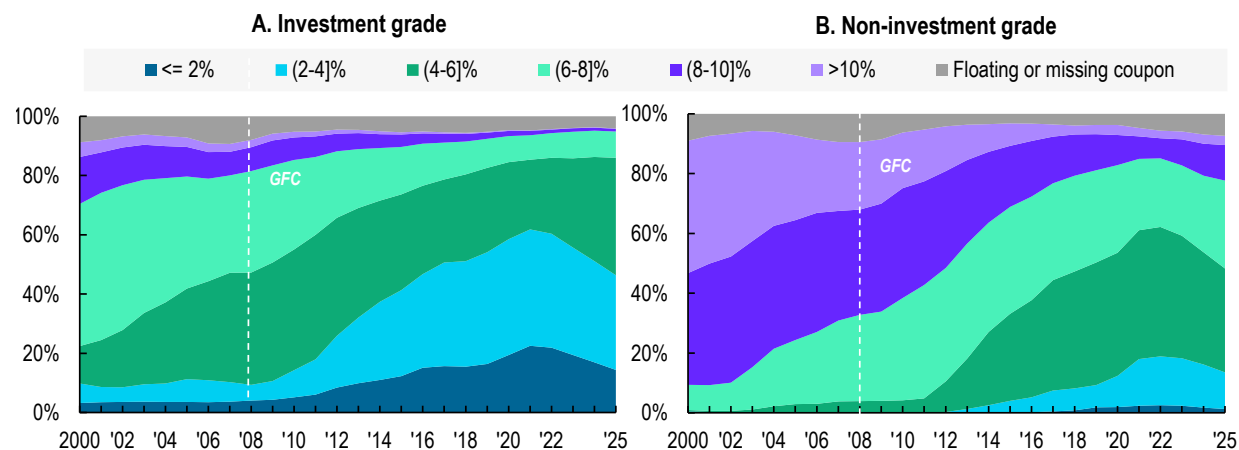 A. Investment grade
B. Non-investment grade
<= 2%
(2-4]%
(4-6]%
(6-8]%
(8-10]%
>10%
Floating or missing coupon
100%
80%
60%
40%
20%
0%
GFC
2000 '02 '04 '06 '08 '10 '12 '14 '16 '18 '20 '22 '25
100%
80%
60%
40%
20%
0%
GFC
2000 '02 '04 '06 '08 '10 '12 '14 '16 '18 '20 '22 '25